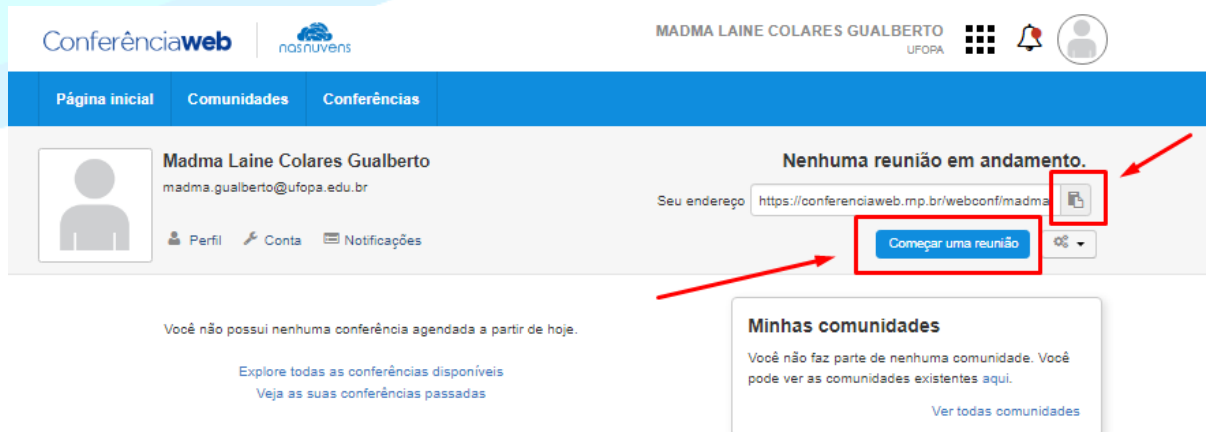 Conferênciaweb
nasnuvens
MADMA LAINE COLARES GUALBERTO
UFOPA
Página inicial Comunidades Conferências
Madma Laine Colares Gualberto
madma.gualberto@ufopa.edu.br
Perfil Conta Notificações
Nenhuma reunião em andamento.
Seu endereço https://conferenciaweb.rnp.br/webconf/madma
Começar uma reunião
Você não possui nenhuma conferência agendada a partir de hoje.
Explore todas as conferências disponíveis
Veja as suas conferências passadas
Minhas comunidades
Você não faz parte de nenhuma comunidade. Você
pode ver as comunidades existentes aqui.
Ver todas comunidades